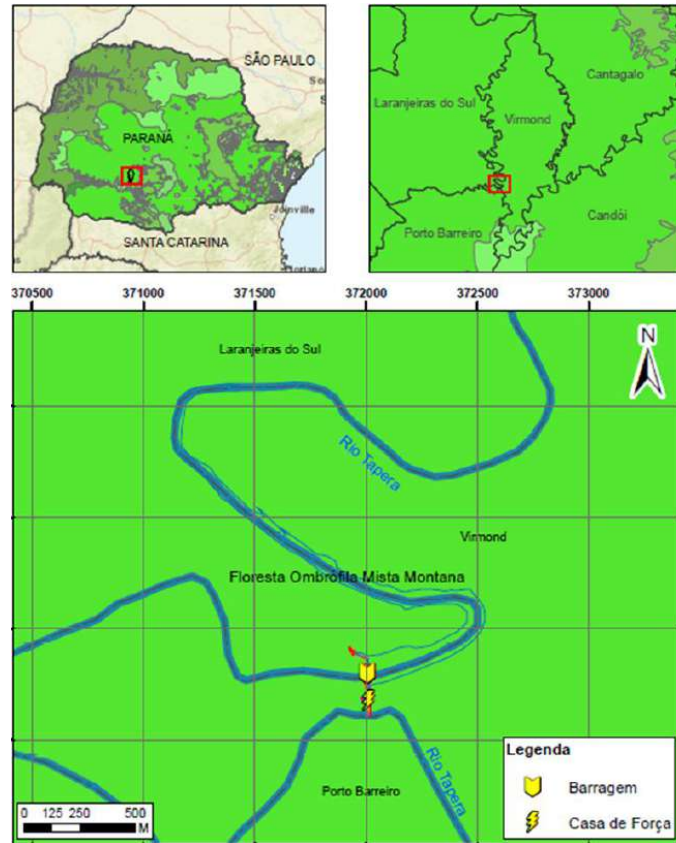 SÃO PAULO
PARANÁ
Joinville
SANTA CATARINA
Cantagalo
Laranjeiras do Sul
Virmond
Candói
Porto Barreiro
370500 371000 371500 372000 372500 373000
Laranjeiras do Sul
N
Rio Tapera
Virmond
Floresta Ombrófila Mista Montana
Rio Tapera
Porto Barreiro
Legenda
Barragem
Casa de Força
0 125 250 500
M